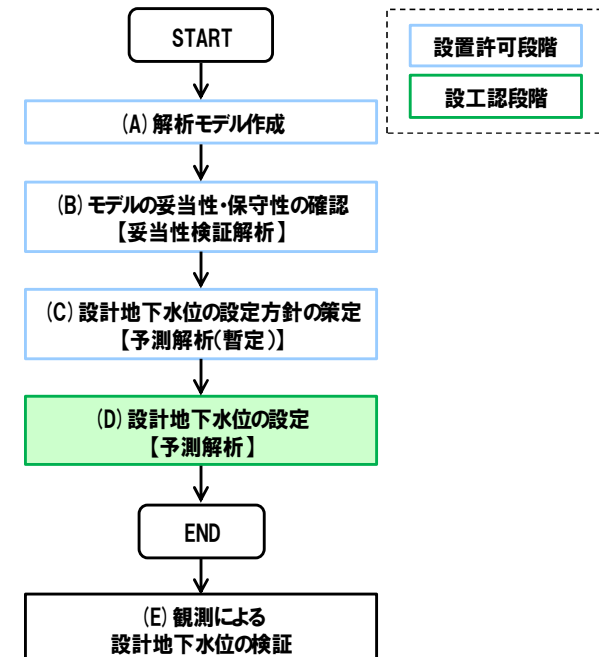 START
設置許可段階
設工認段階
(A)解析モデル作成
(B)モデルの妥当性・保守性の確認
【妥当性検証解析】
(C)設計地下水位の設定方針の策定
【予測解析(暫定)】
(D)設計地下水位の設定
【予測解析】
END
(E)観測による
設計地下水位の検証